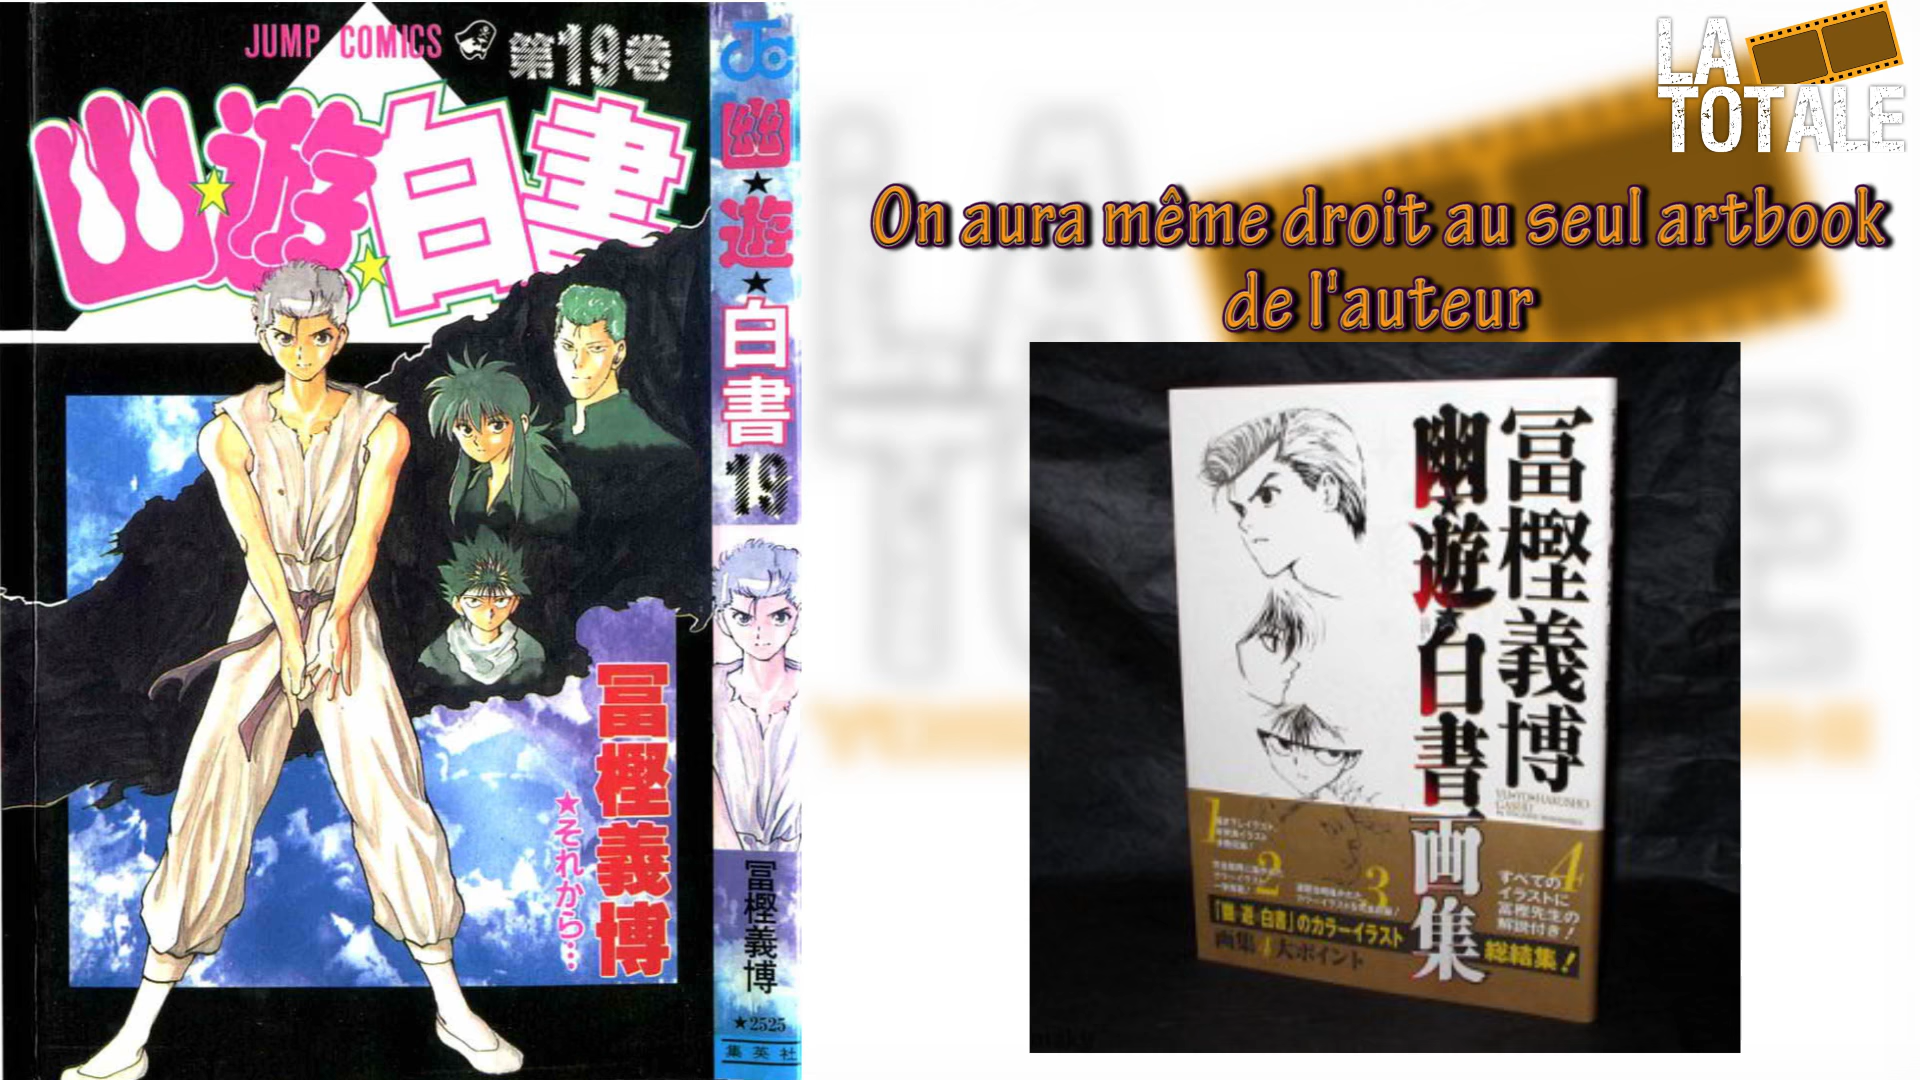 JUMP COMICS
第19巻
幽★遊★白書
冨樫義博
★それから…
幽★遊★白書
19
冨樫義博
★2525
集英社
LA
TOTALE
On aura même droit au seul artbook
de l'auteur
冨樫義博
幽★遊★白書画集
YU★YU★HAKUSHO
GASHU
1
2
3
4
すべての
イラストに
冨樫先生の
解説付き!
「幽★遊★白書」のカラーイラスト
総結集!
画集4大ポイント